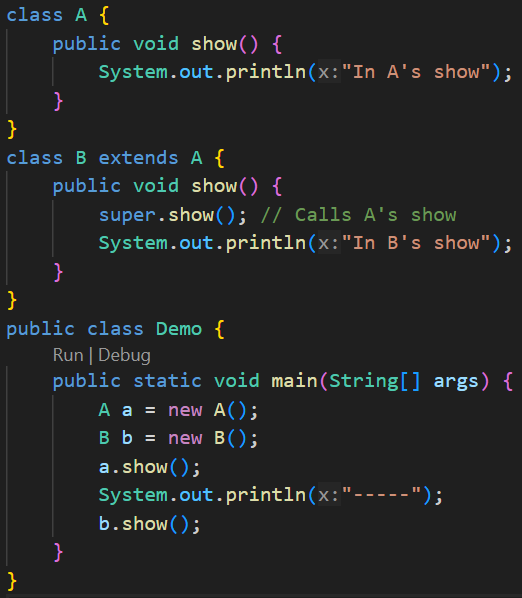 class A {
    public void show() {
        System.out.println(x:"In A's show");
    }
}
class B extends A {
    public void show() {
        super.show(); // Calls A's show
        System.out.println(x:"In B's show");
    }
}
public class Demo {
    Run | Debug
    public static void main(String[] args) {
        A a = new A();
        B b = new B();
        a.show();
        System.out.println(x:"-----");
        b.show();
    }
}